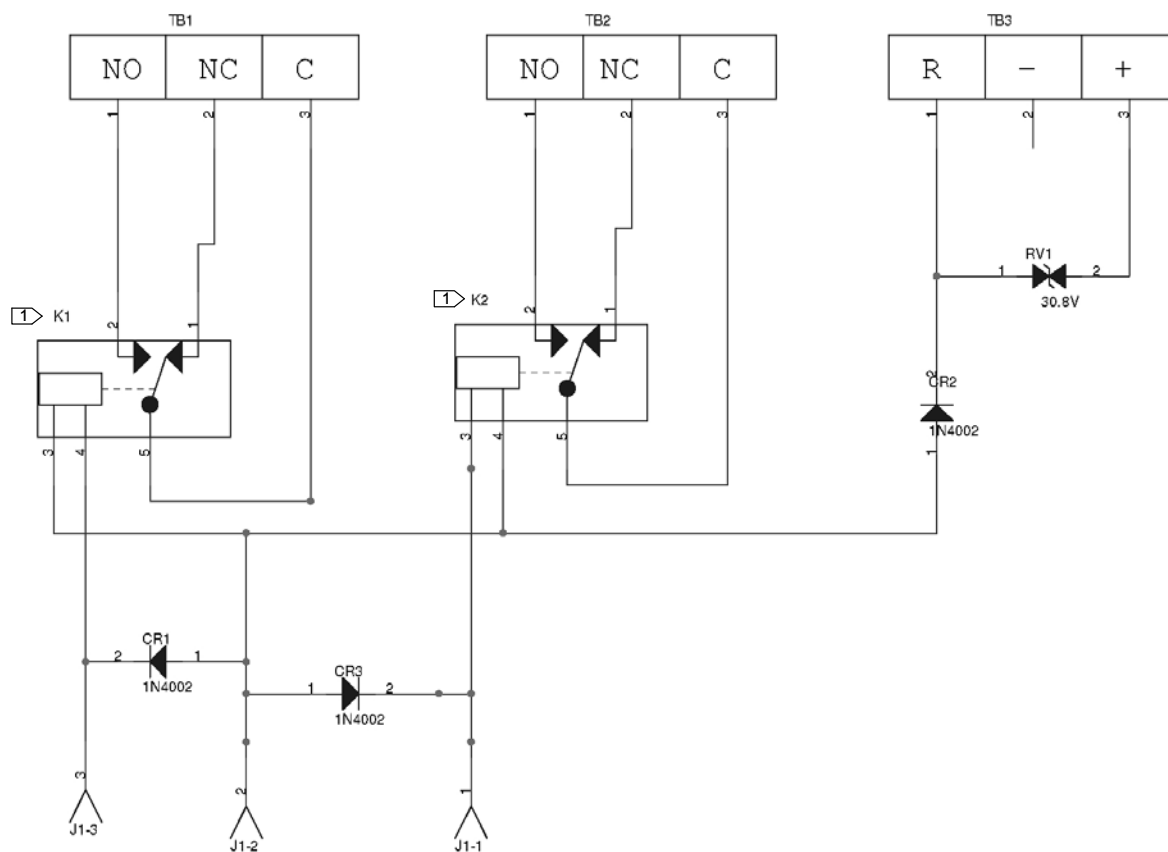 TB1 TB2 TB3
NO NC C NO NC C R - +
1 2 3 1 2 3 1 2 3
RV1
1 2
30.8V
1 K1 2 1
1 K2 2 1
2
CR2
1N4002
1
3 4 5
3 4 5
CR1
2 1
1N4002
CR3
1 2
1N4002
3 2 1
J1-3 J1-2 J1-1